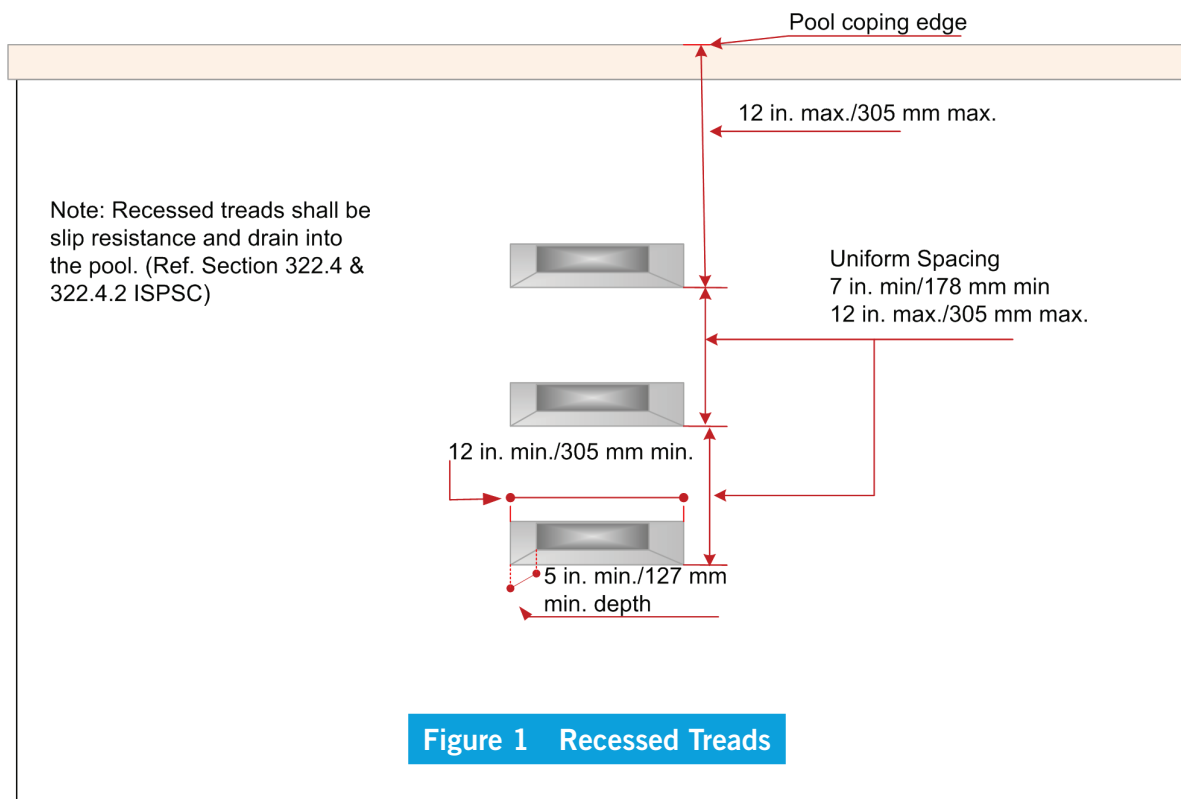 Pool coping edge
12 in. max./305 mm max.
Note: Recessed treads shall be
slip resistance and drain into
the pool. (Ref. Section 322.4 &
322.4.2 ISPSC)
Uniform Spacing
7 in. min/178 mm min
12 in. max./305 mm max.
12 in. min./305 mm min.
5 in. min./127 mm
min. depth
Figure 1 Recessed Treads